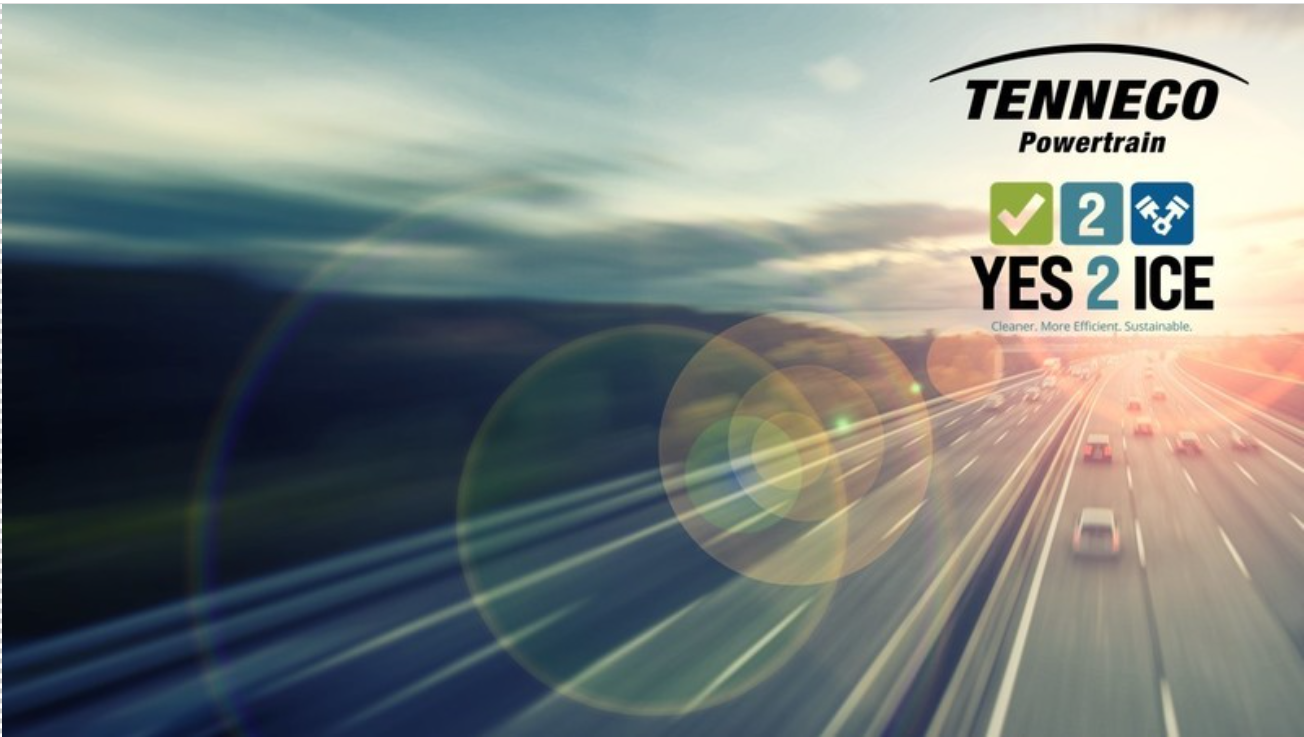 TENNECO
Powertrain
2
YES 2 ICE
Cleaner. More Efficient. Sustainable.